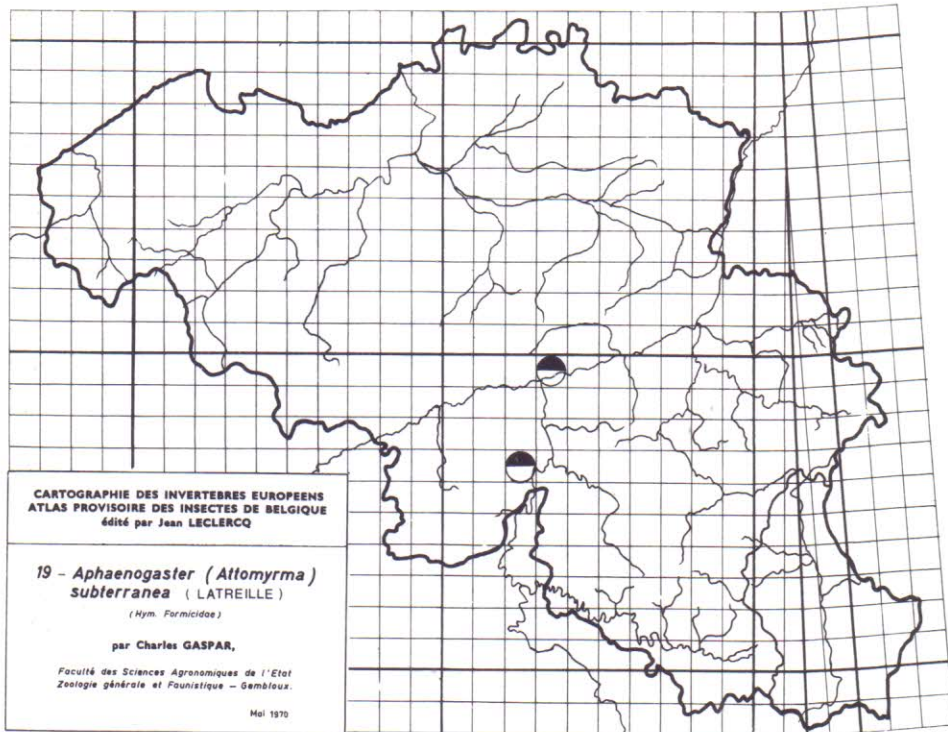 CARTOGRAPHIE DES INVERTEBRES EUROPEENS
ATLAS PROVISOIRE DES INSECTES DE BELGIQUE
édité par Jean LECLERCQ
19 - Aphaenogaster (Attomyrma)
subterranea (LATREILLE)
(Hym. Formicidae)
par Charles GASPAR,
Faculté des Sciences Agronomiques de l'Etat
Zoologie générale et Faunistique - Gembloux.
Mai 1970